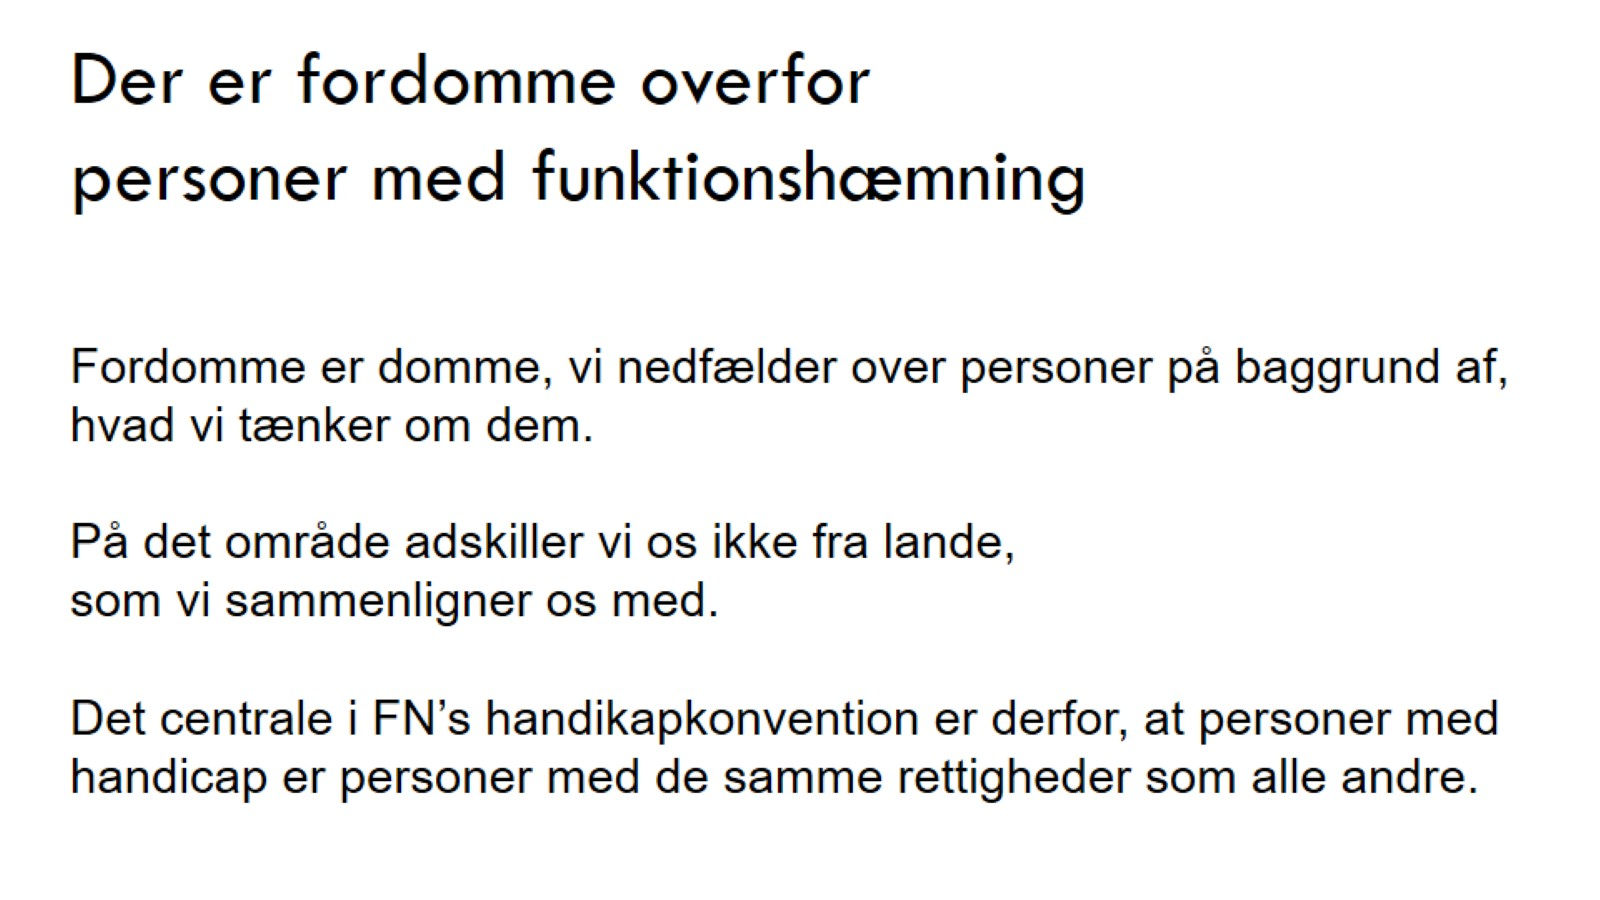 Der er fordomme overfor
personer med funktionshæmning
Fordomme er domme, vi nedfælder over personer på baggrund af,
hvad vi tænker om dem.
På det område adskiller vi os ikke fra lande,
som vi sammenligner os med.
Det centrale i FN’s handikapkonvention er derfor, at personer med
handicap er personer med de samme rettigheder som alle andre.